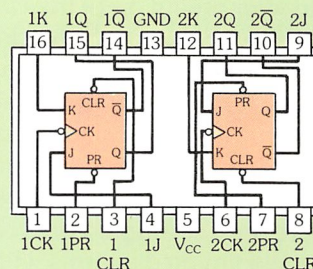 1K 1Q 1Q̅ GND 2K 2Q 2Q̅ 2J
16 15 14 13 12 11 10 9
CLR PR
K Q̅ J Q
CK CK
J Q K Q̅
PR CLR
1 2 3 4 5 6 7 8
1CK 1PR 1 1J VCC 2CK 2PR 2
CLR CLR